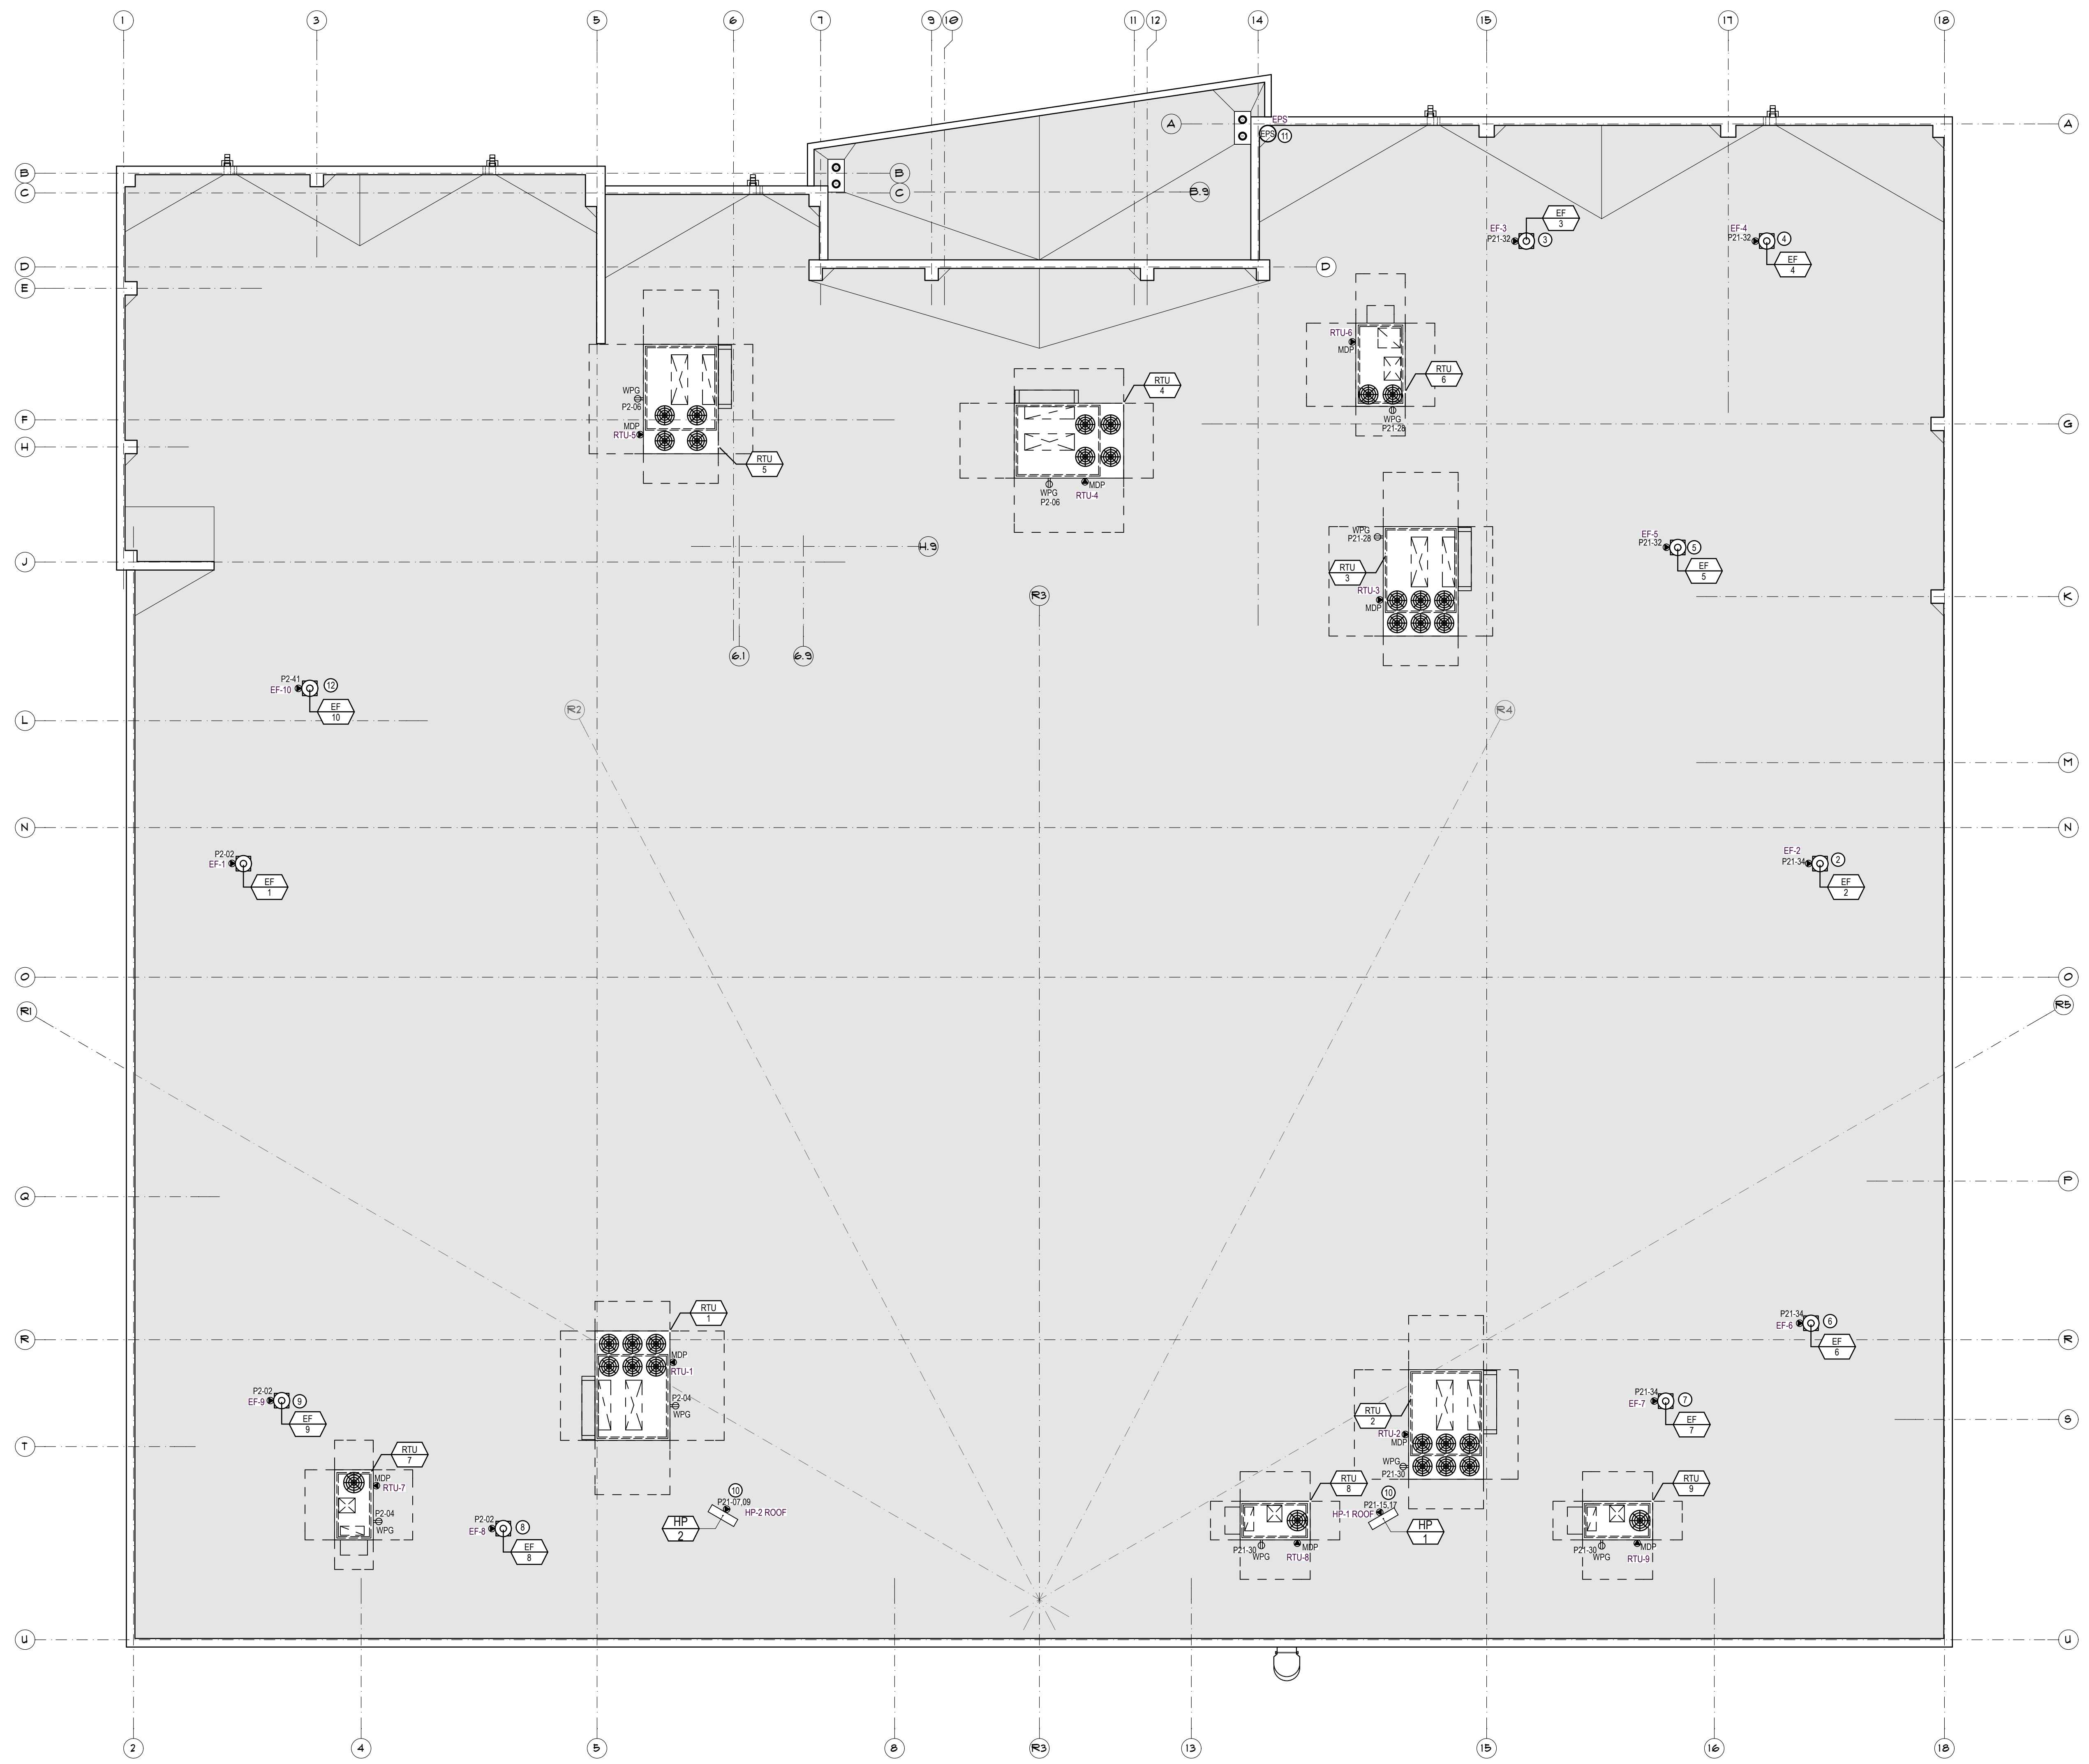 1 3 5 6 7 9 10 11 12 14 15 17 18
A EPS A
EPS 11
B B
C C B.9
EF
3
EF-3
P21-32 3
EF-4
P21-32 4
EF
4
D D
E
RTU-6
MDP
RTU
6
WPG
P21-28
RTU
4
WPG
P2-06
MDP
RTU-5
RTU
5
F G
H
WPG
P2-06
MDP
RTU-4
WPG
P21-28
RTU
3
RTU-3
MDP
EF-5
P21-32 5
EF
5
H.9
J
R3 K
6.1 6.9
P2-41
EF-10 12
EF
10
R2 R4
L
M
N N
P2-02
EF-1
EF
1
EF-2
P21-34 2
EF
2
O O
R1 R5
Q P
RTU
1
P21-34
EF-6 6
EF
6
R R
MDP
RTU-1
P2-04
WPG
P2-02
EF-9 9
EF
9
RTU
2
RTU-2
MDP
WPG
P21-30
P21-34
EF-7 7
EF
7
S
T
RTU
7
MDP
RTU-7
P2-04
WPG
P2-02
EF-8 8
EF
8
10
P21-07,09
HP-2 ROOF
HP
2
RTU
8
P21-30
WPG
MDP
RTU-8
10
P21-15,17
HP-1 ROOF
HP
1
RTU
9
P21-30
WPG
MDP
RTU-9
U U
2 4 5 8 R3 13 15 16 18